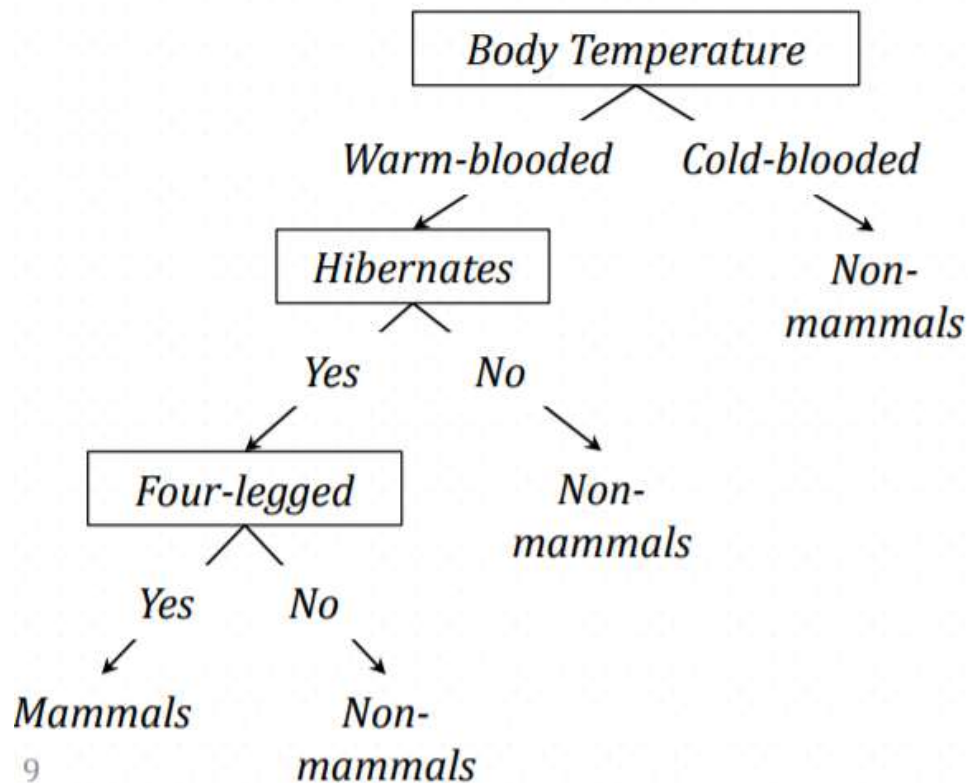 Body Temperature
Warm-blooded Cold-blooded
Hibernates
Non-
mammals
Yes No
Four-legged
Non-
mammals
Yes No
Mammals
Non-
mammals
9